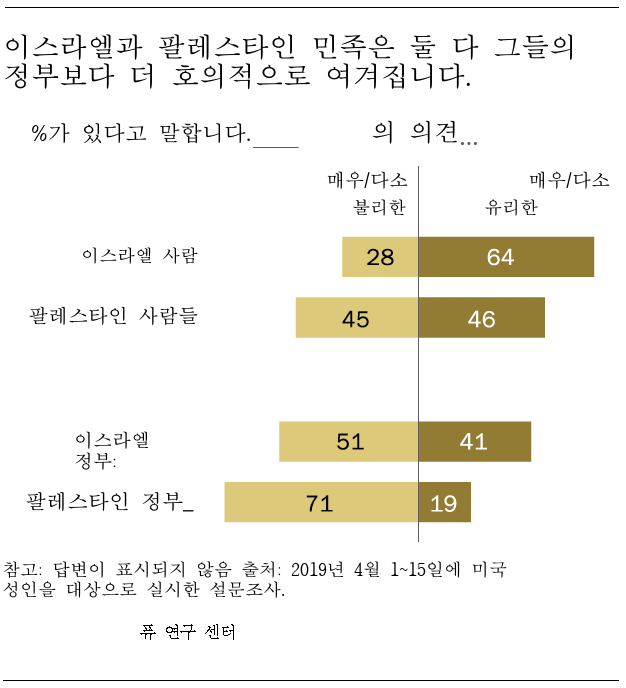 이스라엘과 팔레스타인 민족은 둘 다 그들의
정부보다 더 호의적으로 여겨집니다.
%가 있다고 말합니다.____ 의 의견...
매우/다소 매우/다소
불리한 유리한
이스라엘 사람 28 64
팔레스타인 사람들 45 46
이스라엘
정부: 51 41
팔레스타인 정부_ 71 19
참고: 답변이 표시되지 않음 출처: 2019년 4월 1~15일에 미국
성인을 대상으로 실시한 설문조사.
퓨 연구 센터